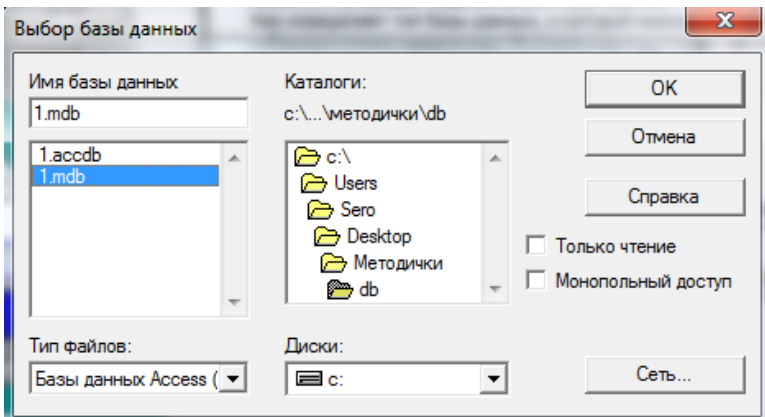 Выбор базы данных
Имя базы данных
1.mdb
1.accdb
1.mdb
Тип файлов:
Базы данных Access (
Каталоги:
c:\...\методички\db
c:\
Users
Sero
Desktop
Методички
db
Диски:
c:
OK
Отмена
Справка
Только чтение
Монопольный доступ
Сеть...